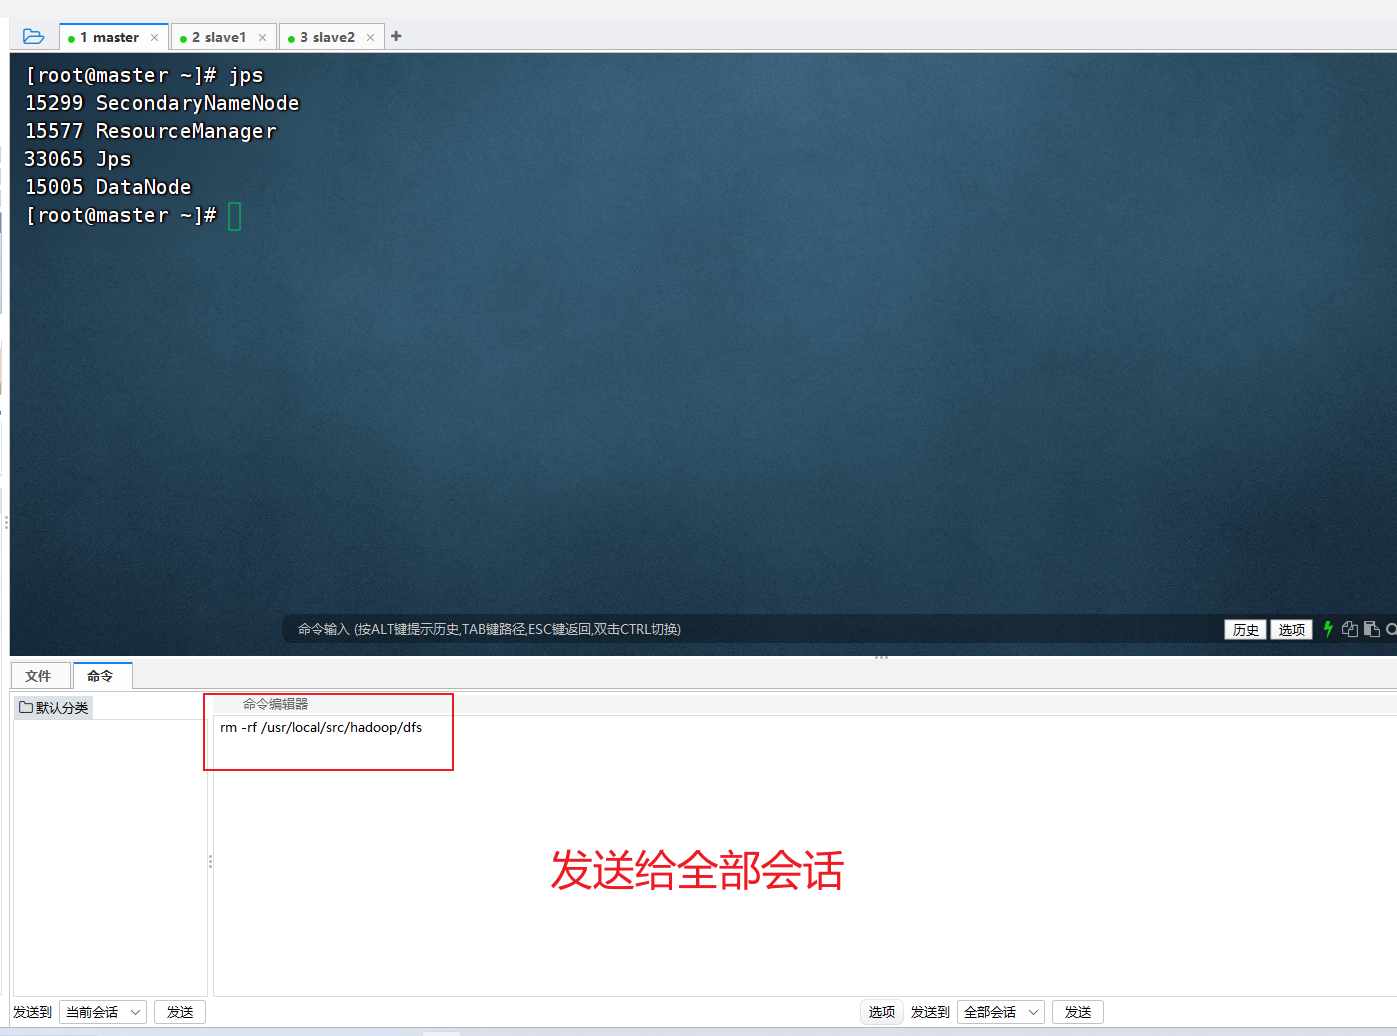 1 master
2 slave1
3 slave2
[root@master ~]# jps
15299 SecondaryNameNode
15577 ResourceManager
33065 Jps
15005 DataNode
[root@master ~]#
命令输入 (按ALT键提示历史,TAB键路径,ESC键返回,双击CTRL切换)
历史 选项
文件 命令
默认分类
命令编辑器
rm -rf /usr/local/src/hadoop/dfs
发送给全部会话
发送到 当前会话 发送
选项 发送到 全部会话 发送